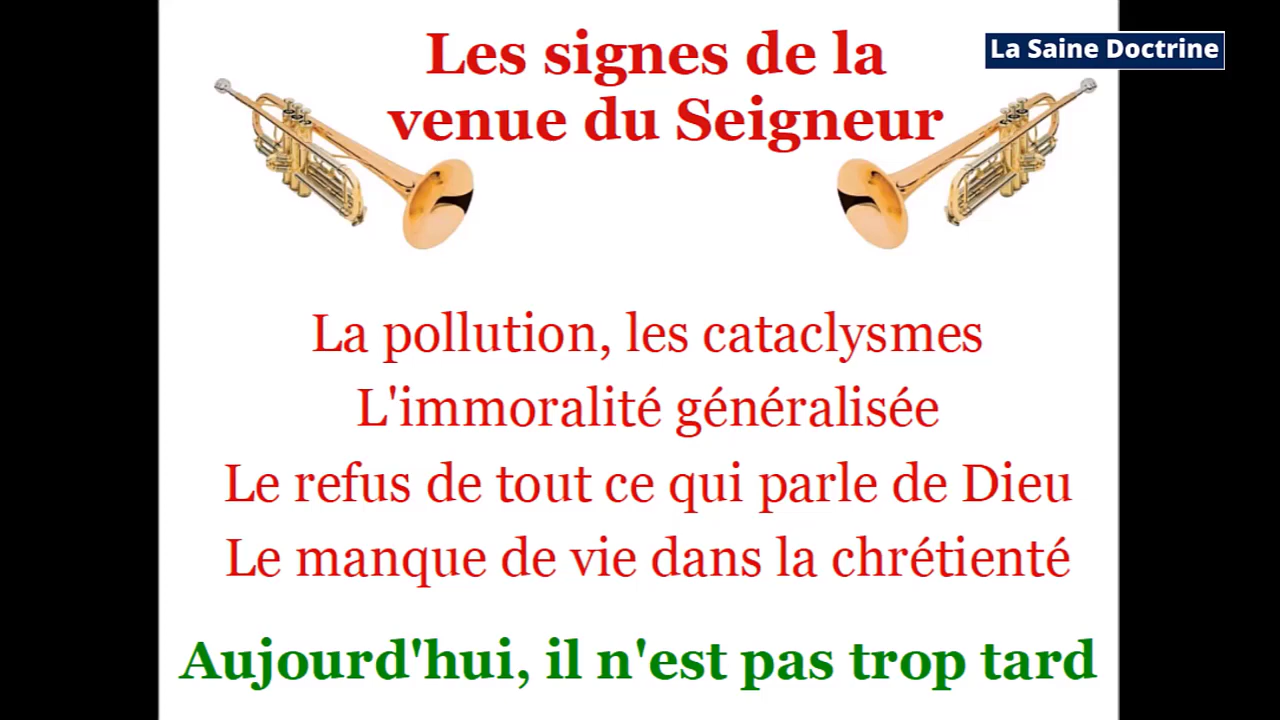 Les signes de la
La Saine Doctrine
venue du Seigneur
La pollution, les cataclysmes
L'immoralité généralisée
Le refus de tout ce qui parle de Dieu
Le manque de vie dans la chrétienté
Aujourd'hui, il n'est pas trop tard